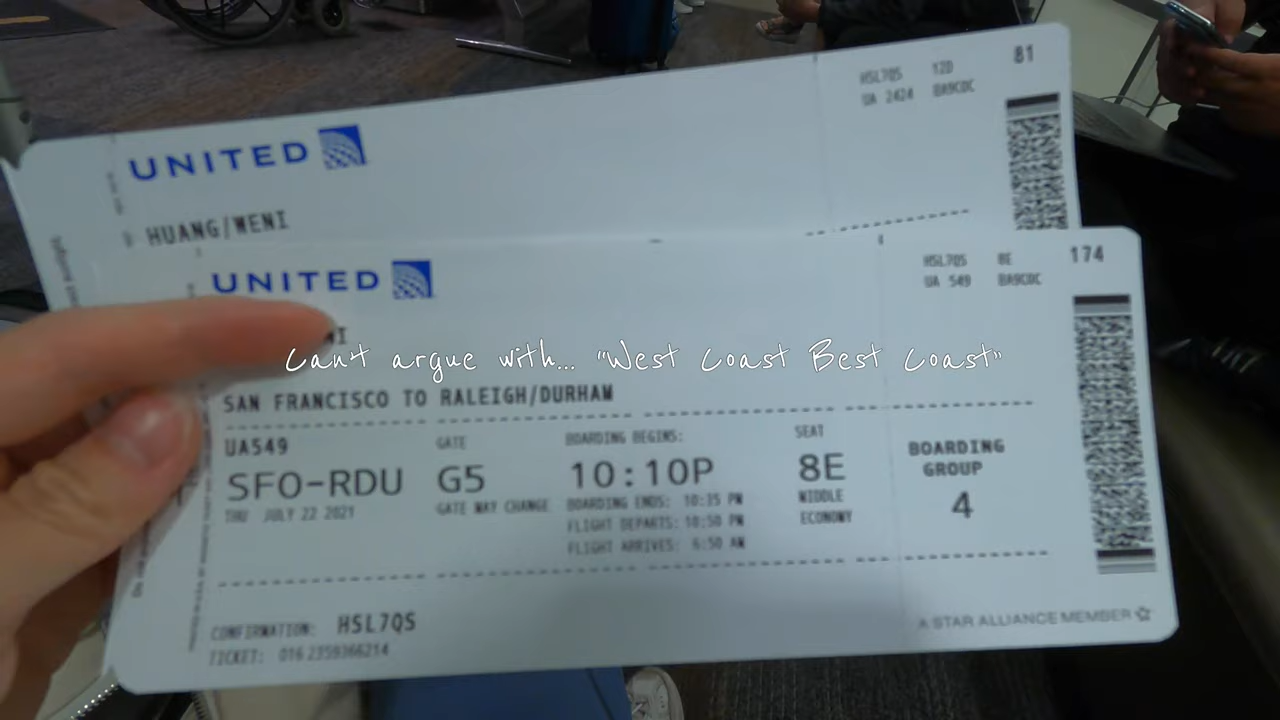 81
HSL7QS 12D
UA 2424 BA9CDC
UNITED
HUANG/WENI
174
HSL7QS 8E
UA 549 BA9CDC
UNITED
NI
Can't argue with... "West Coast Best Coast"
SAN FRANCISCO TO RALEIGH/DURHAM
UA549 GATE BOARDING BEGINS: SEAT
SFO-RDU G5 10:10P 8E BOARDING GROUP 4
THU JULY 22 2021 GATE MAY CHANGE BOARDING ENDS: 10:35 PM MIDDLE
FLIGHT DEPARTS: 10:50 PM ECONOMY
FLIGHT ARRIVES: 6:50 AM
CONFIRMATION: HSL7QS
A STAR ALLIANCE MEMBER
TICKET: 016 2359366214